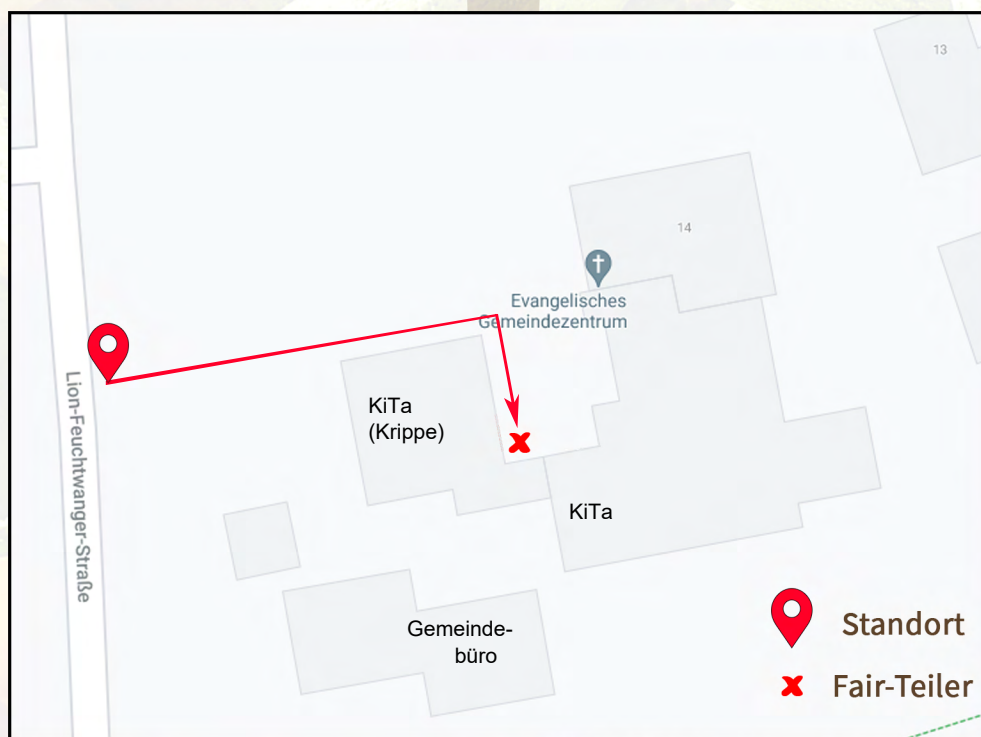 13
14
Evangelisches
Gemeindezentrum
Lion-Feuchtwanger-Straße
KiTa
(Krippe)
KiTa
Gemeinde-
büro
Standort
Fair-Teiler